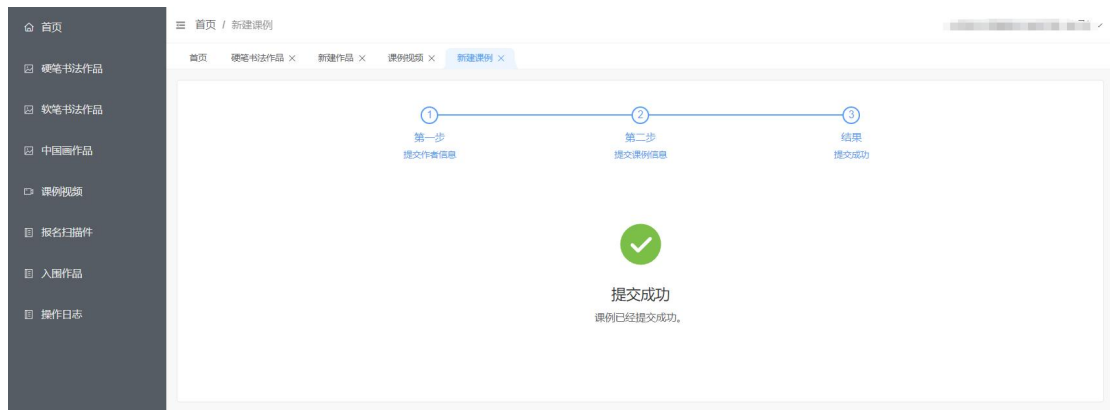 首页
硬笔书法作品
软笔书法作品
中国画作品
课例视频
报名扫描件
入围作品
操作日志
首页 / 新建课例
首页 硬笔书法作品 × 新建作品 × 课例视频 × 新建课例 ×
1 2 3
第一步 第二步 结果
提交作者信息 提交课例信息 提交成功
提交成功
课例已经提交成功。